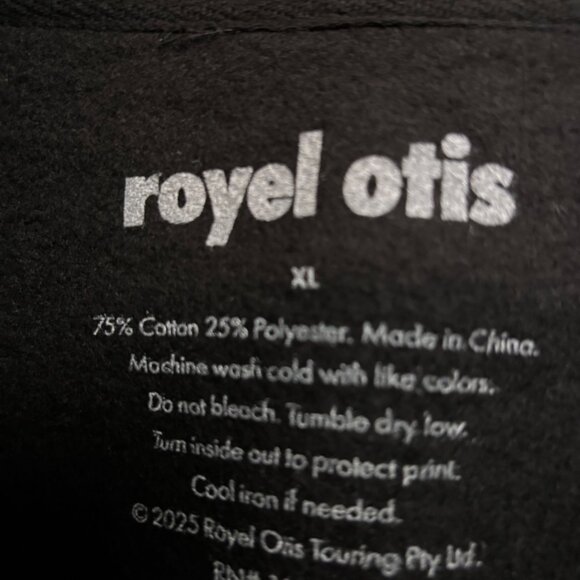 royel otis
XL
75% Cotton 25% Polyester. Made in China.
Machine wash cold with like colors.
Do not bleach. Tumble dry low.
Turn inside out to protect print.
Cool iron if needed.
© 2025 Royel Otis Touring Pty Ltd.
RN#